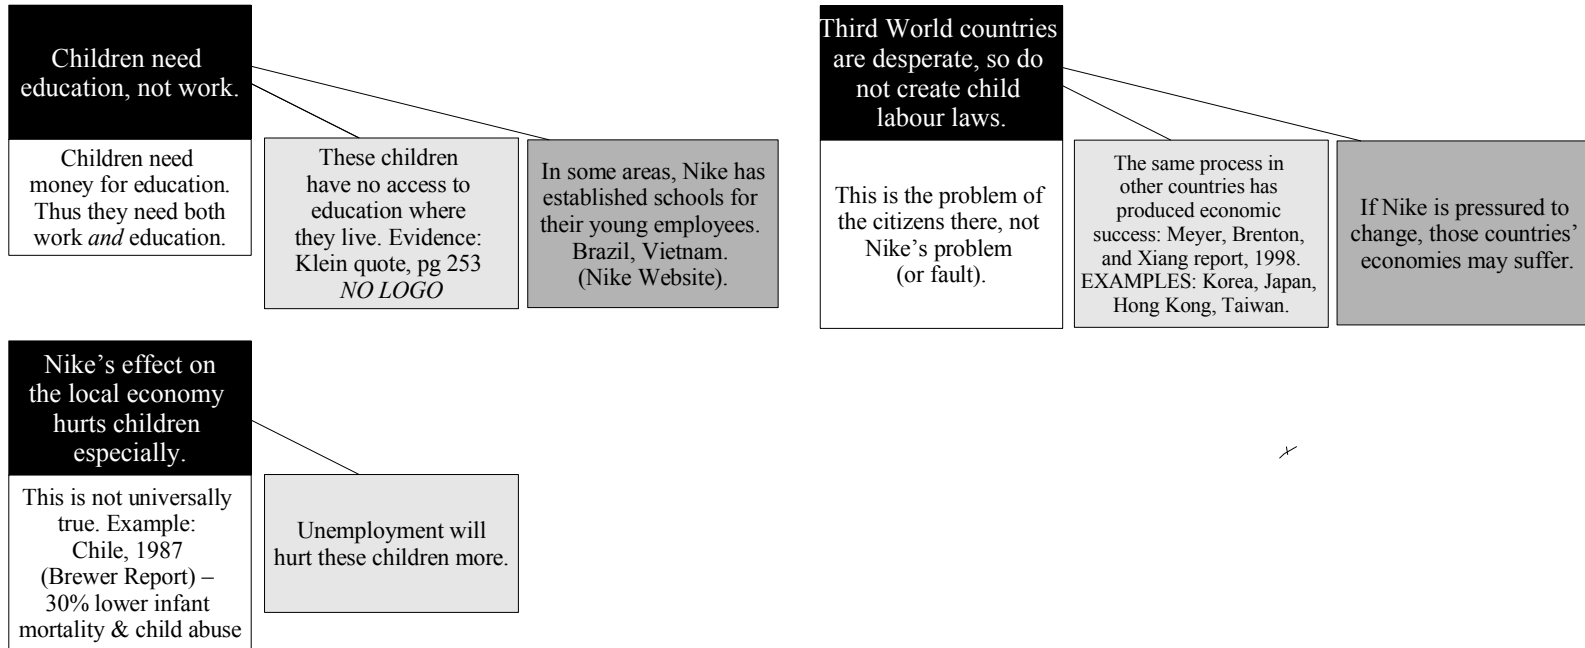 Children need
education, not work.
Children need
money for education.
Thus they need both
work and education.
These children
have no access to
education where
they live. Evidence:
Klein quote, pg 253
NO LOGO
In some areas, Nike has
established schools for
their young employees.
Brazil, Vietnam.
(Nike Website).
Third World countries
are desperate, so do
not create child
labour laws.
This is the problem of
the citizens there, not
Nike’s problem
(or fault).
The same process in
other countries has
produced economic
success: Meyer, Brenton,
and Xiang report, 1998.
EXAMPLES: Korea, Japan,
Hong Kong, Taiwan.
If Nike is pressured to
change, those countries’
economies may suffer.
Nike’s effect on
the local economy
hurts children
especially.
This is not universally
true. Example:
Chile, 1987
(Brewer Report) –
30% lower infant
mortality & child abuse
Unemployment will
hurt these children more.